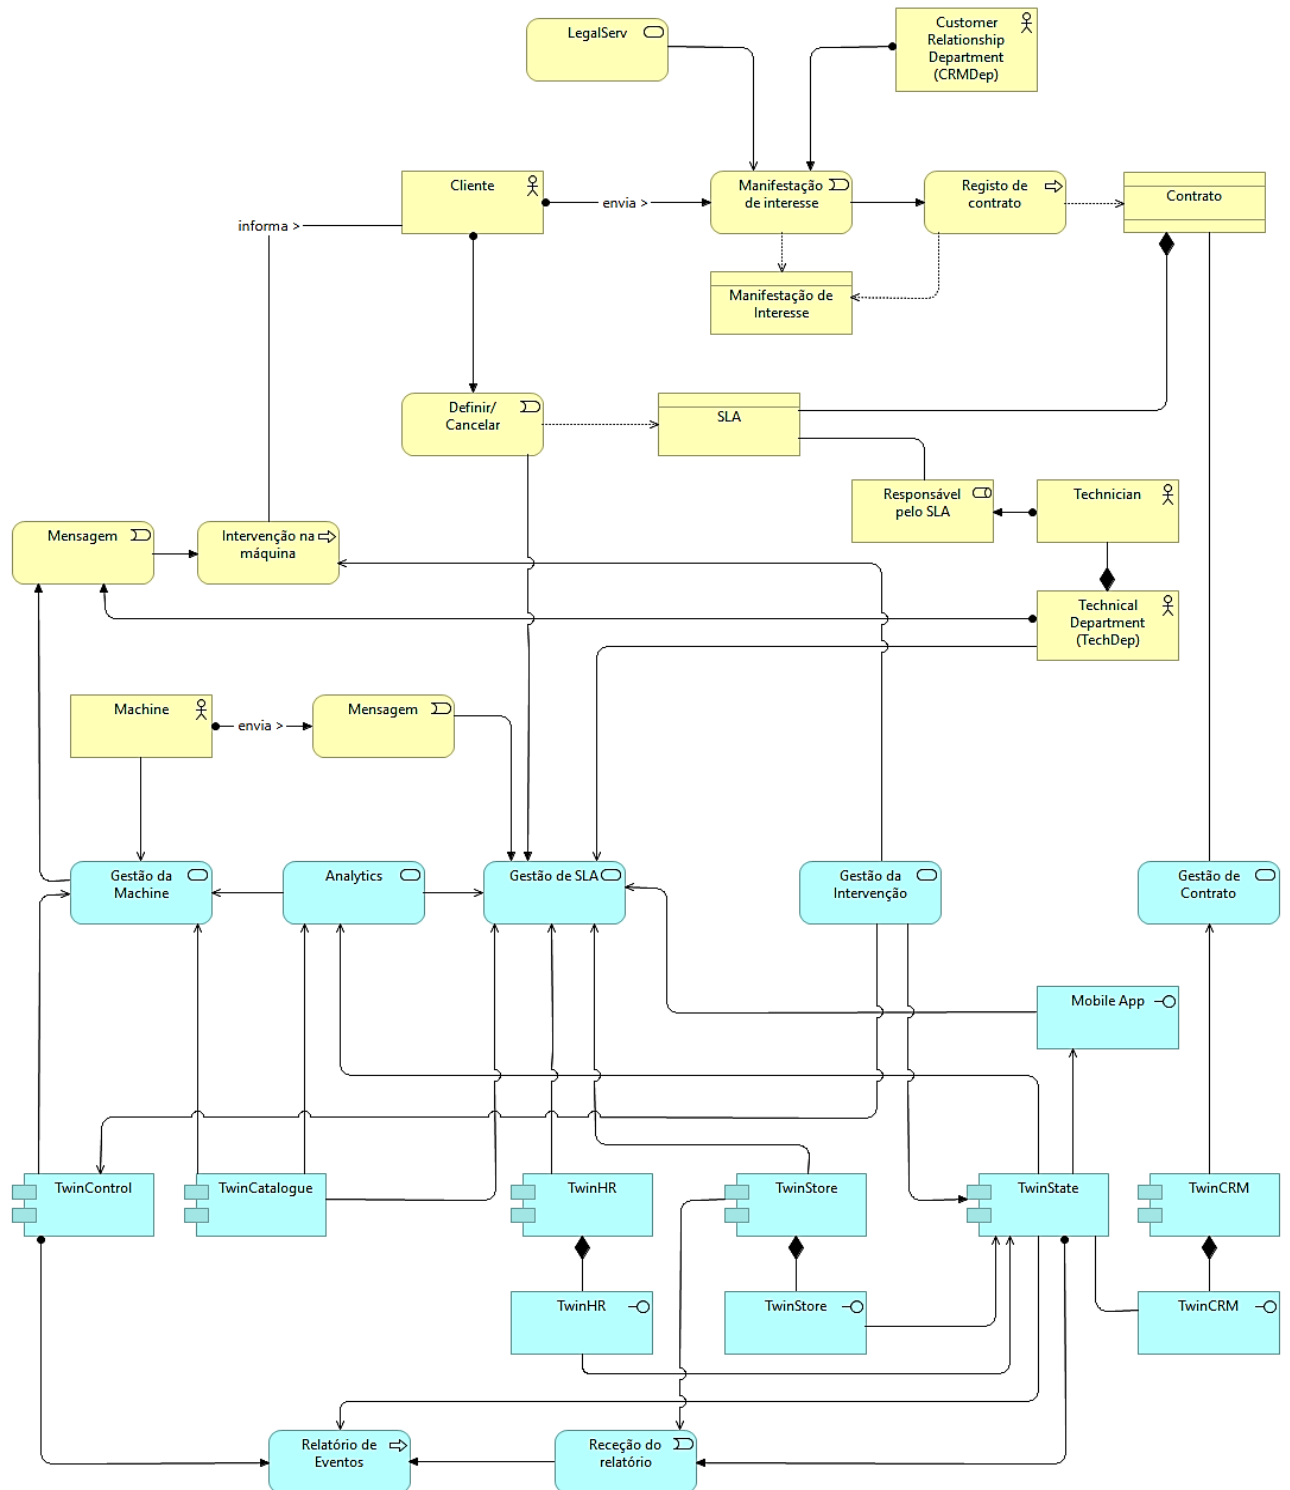 LegalServ
Customer
Relationship
Department
(CRMDep)
Cliente
envia >
Manifestação
de interesse
Registo de
contrato
Contrato
informa >
Manifestação de
Interesse
Definir/
Cancelar
SLA
Responsável
pelo SLA
Technician
Mensagem
Intervenção na
máquina
Technical
Department
(TechDep)
Machine
envia >
Mensagem
Gestão da
Machine
Analytics
Gestão de SLA
Gestão da
Intervenção
Gestão de
Contrato
Mobile App
TwinControl
TwinCatalogue
TwinHR
TwinStore
TwinState
TwinCRM
TwinHR
TwinStore
TwinCRM
Relatório de
Eventos
Receção do
relatório